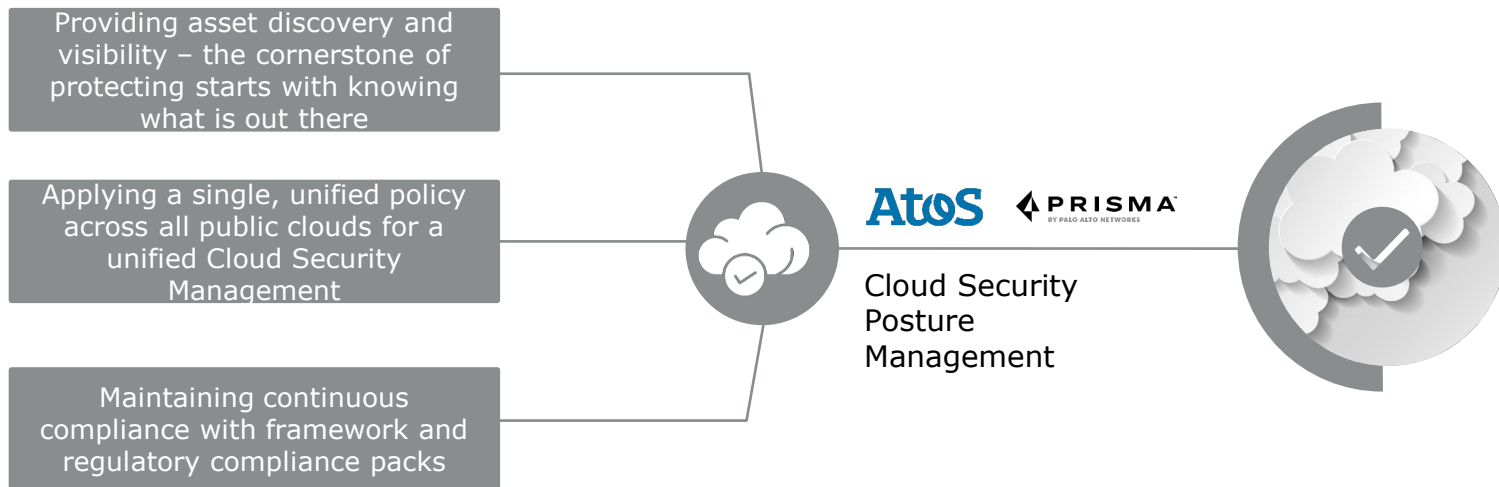 Providing asset discovery and
visibility – the cornerstone of
protecting starts with knowing
what is out there
Applying a single, unified policy
across all public clouds for a
unified Cloud Security
Management
Maintaining continuous
compliance with framework and
regulatory compliance packs
Atos
PRISMA™
BY PALO ALTO NETWORKS
Cloud Security
Posture
Management